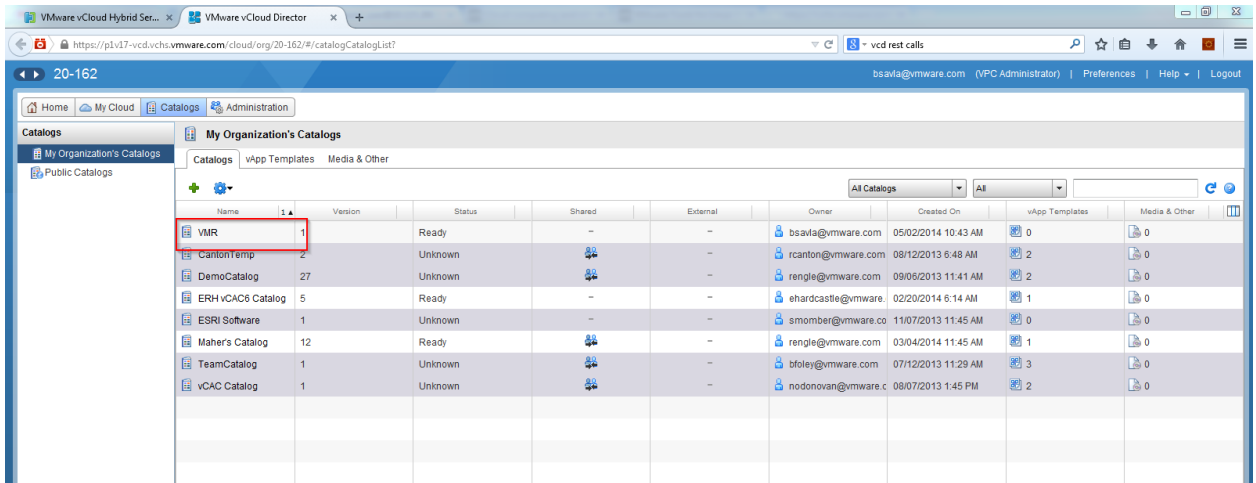 VMware vCloud Hybrid Ser... × VMware vCloud Director × +
https://p1v17-vcd.vchs.vmware.com/cloud/org/20-162/#/catalogCatalogList? vcd rest calls
20-162 bsavla@vmware.com (VPC Administrator) | Preferences | Help | Logout
Home My Cloud Catalogs Administration
Catalogs My Organization's Catalogs
My Organization's Catalogs Catalogs vApp Templates Media & Other
Public Catalogs
All Catalogs All
Name 1 Version Status Shared External Owner Created On vApp Templates Media & Other
VMR 1 Ready – – bsavla@vmware.com 05/02/2014 10:43 AM 0 0
CantonTemp 2 Unknown – rcanton@vmware.com 08/12/2013 6:48 AM 2 0
DemoCatalog 27 Unknown – rengle@vmware.com 09/06/2013 11:41 AM 2 0
ERH vCAC6 Catalog 5 Ready – – ehardcastle@vmware. 02/20/2014 6:14 AM 1 0
ESRI Software 1 Unknown – – smomber@vmware.co 11/07/2013 11:45 AM 0 0
Maher's Catalog 12 Ready – rengle@vmware.com 03/04/2014 11:45 AM 1 0
TeamCatalog 1 Unknown – bfoley@vmware.com 07/12/2013 11:29 AM 3 0
vCAC Catalog 1 Unknown – nodonovan@vmware.c 08/07/2013 1:45 PM 2 0